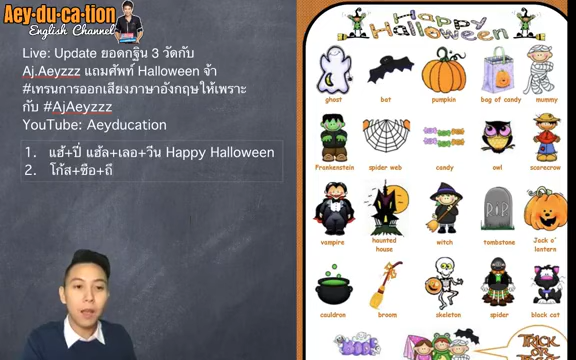 Aey-du-ca-tion
English Channel
Live: Update ยอดกฐิน 3 วัดกับ
Aj.Aeyzzz แถมศัพท์ Halloween จ้า
#เทรนการออกเสียงภาษาอังกฤษให้เพราะ
กับ #AjAeyzzz
YouTube: Aeyducation
1. แฮ้+ปี่ แฮ้ล+เลอ+วีน Happy Halloween
2. โก้ส+ซึอ+ถึ
Happy
Halloween
ghost bat pumpkin bag of candy mummy
Frankenstein spider web candy owl scarecrow
vampire haunted house witch tombstone Jack o' lantern
RIP
cauldron broom skeleton spider black cat
TRICK
OR